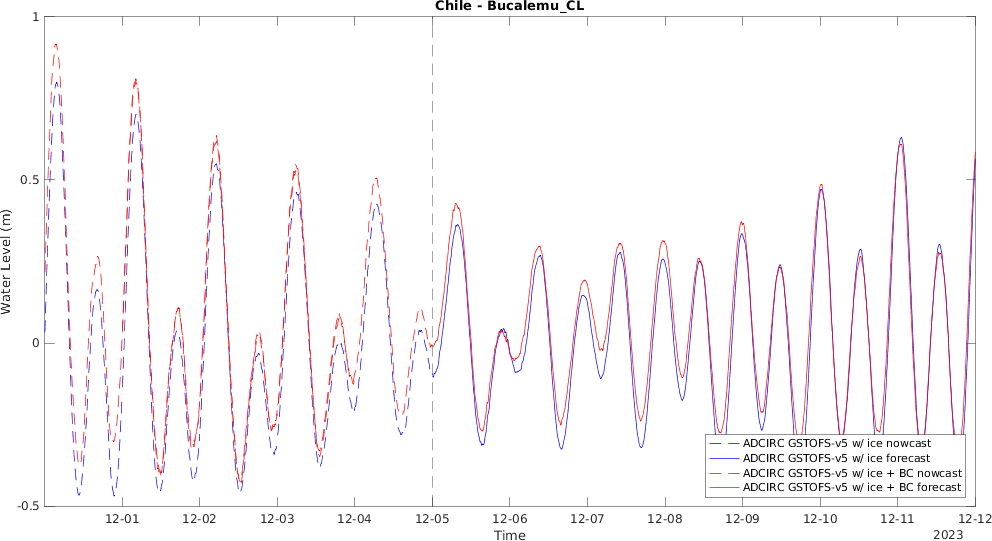 Chile - Bucalemu_CL
1
0.5
0
-0.5
Water Level (m)
12-01 12-02 12-03 12-04 12-05 12-06 12-07 12-08 12-09 12-10 12-11 12-12
Time
2023
ADCIRC GSTOFS-v5 w/ ice nowcast
ADCIRC GSTOFS-v5 w/ ice forecast
ADCIRC GSTOFS-v5 w/ ice + BC nowcast
ADCIRC GSTOFS-v5 w/ ice + BC forecast